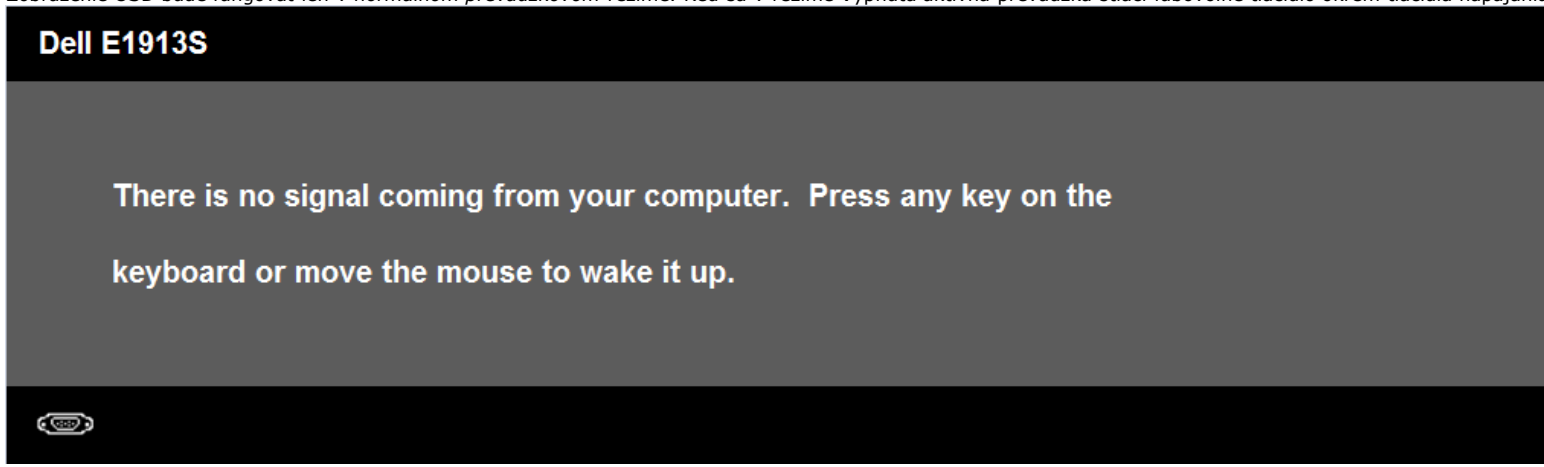 Dell E1913S
There is no signal coming from your computer.  Press any key on the
keyboard or move the mouse to wake it up.